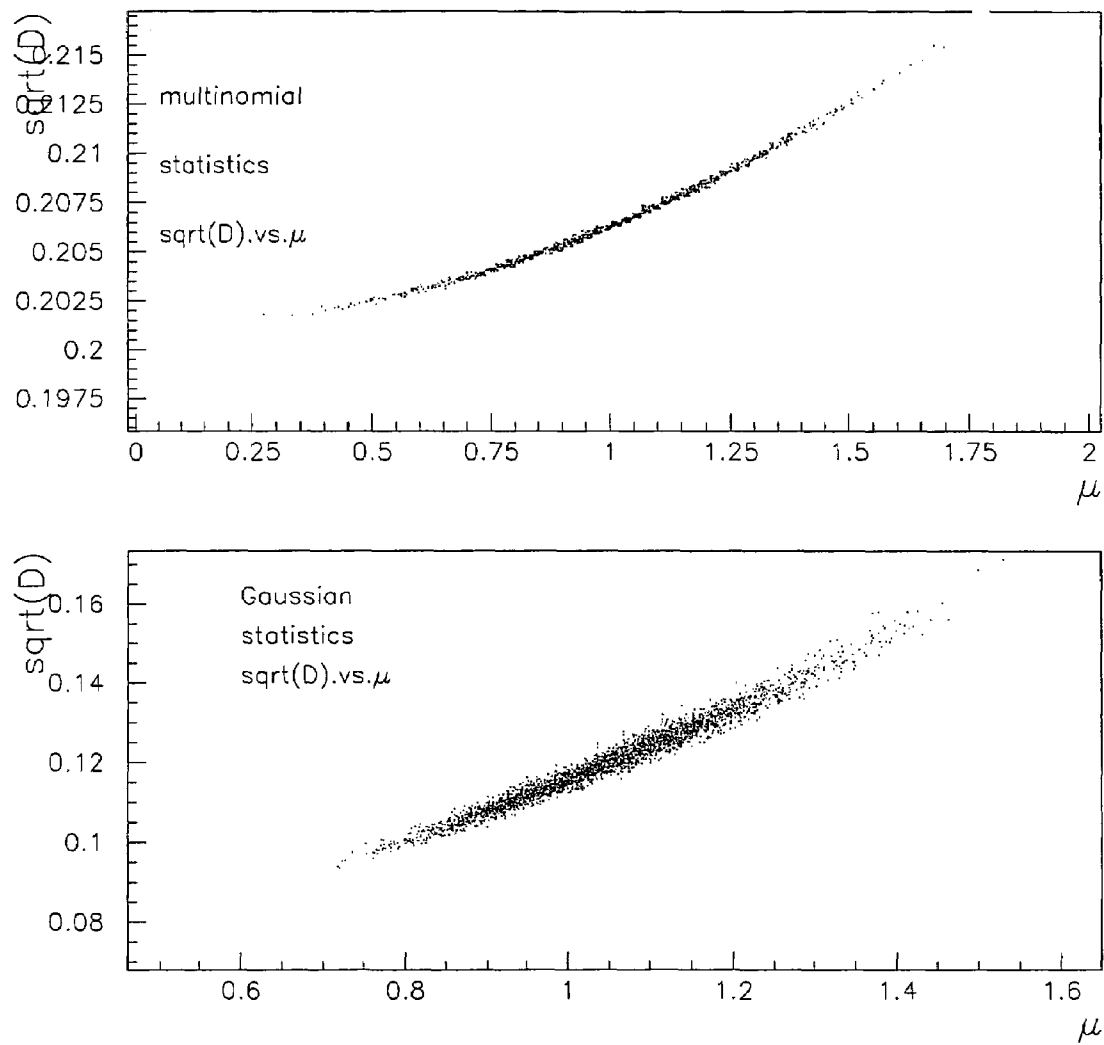 sqrt(D)
0.215
0.2125
0.21
0.2075
0.205
0.2025
0.2
0.1975
multinomial
statistics
sqrt(D).vs.μ
0 0.25 0.5 0.75 1 1.25 1.5 1.75 2
μ
sqrt(D)
0.16
0.14
0.12
0.1
0.08
Gaussian
statistics
sqrt(D).vs.μ
0.6 0.8 1 1.2 1.4 1.6
μ